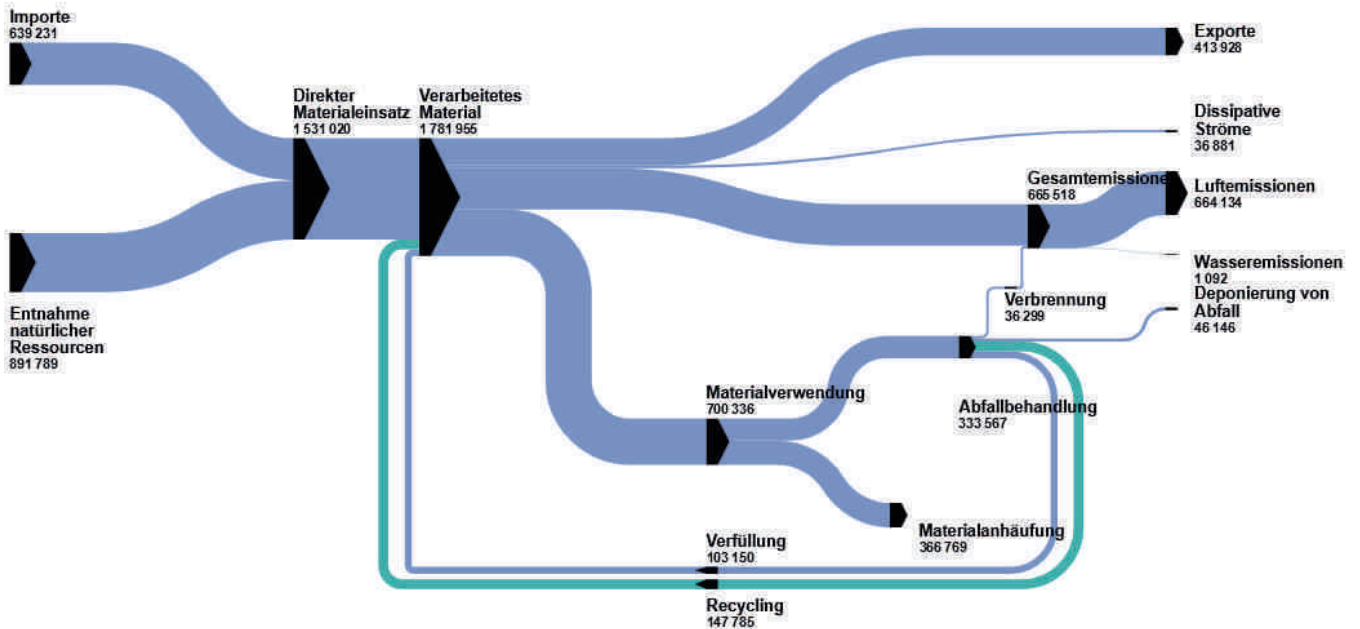 Importe
639 231
Exporte
413 928
Direkter
Materialeinsatz
1 531 020
Verarbeitetes
Material
1 781 955
Dissipative
Ströme
36 881
Gesamtemissione
665 518
Luftemissionen
664 134
Wasseremissionen
1 092
Verbrennung
36 299
Deponierung von
Abfall
46 146
Entnahme
natürlicher
Ressourcen
891 789
Materialverwendung
700 336
Abfallbehandlung
333 567
Materialanhäufung
366 769
Verfüllung
103 150
Recycling
147 785